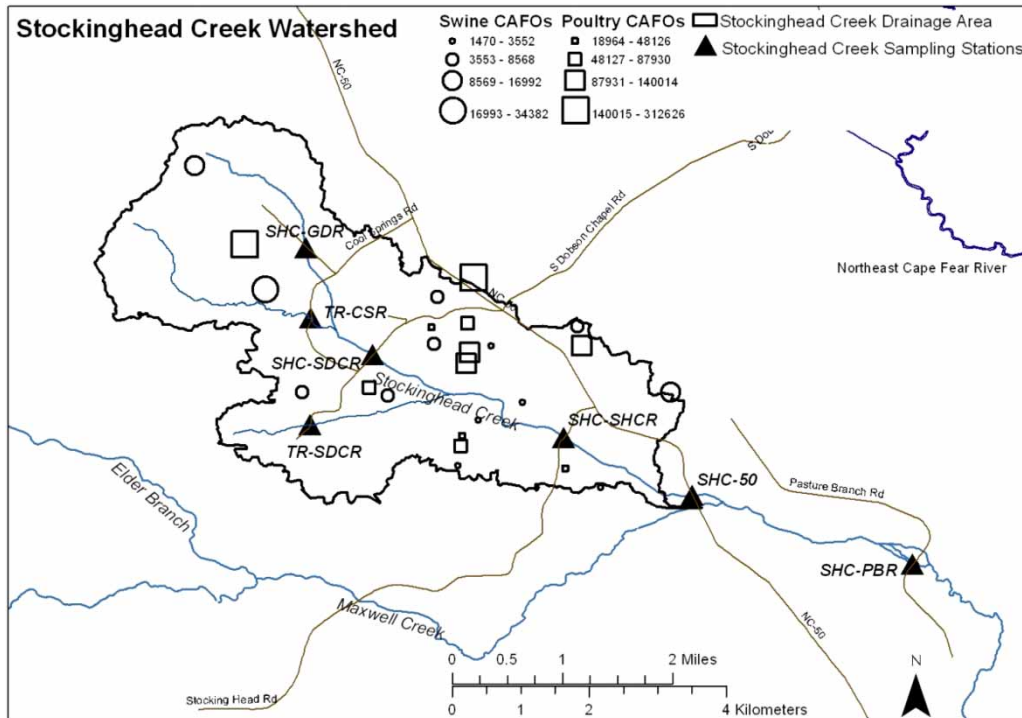 Stockinghead Creek Watershed
Swine CAFOs
1470 - 3552
3553 - 8568
8569 - 16992
16993 - 34382
Poultry CAFOs
18964 - 48126
48127 - 87930
87931 - 140014
140015 - 312626
Stockinghead Creek Drainage Area
Stockinghead Creek Sampling Stations
NC-50
S Dobson Chapel Rd
Cool Springs Rd
SHC-GDR
Northeast Cape Fear River
NC-50
TR-CSR
SHC-SDCR
Stockinghead Creek
SHC-SHCR
TR-SDCR
Elder Branch
SHC-50
Pasture Branch Rd
SHC-PBR
Maxwell Creek
NC-50
Stocking Head Rd
0 0.5 1 2 Miles
0 1 2 4 Kilometers
N